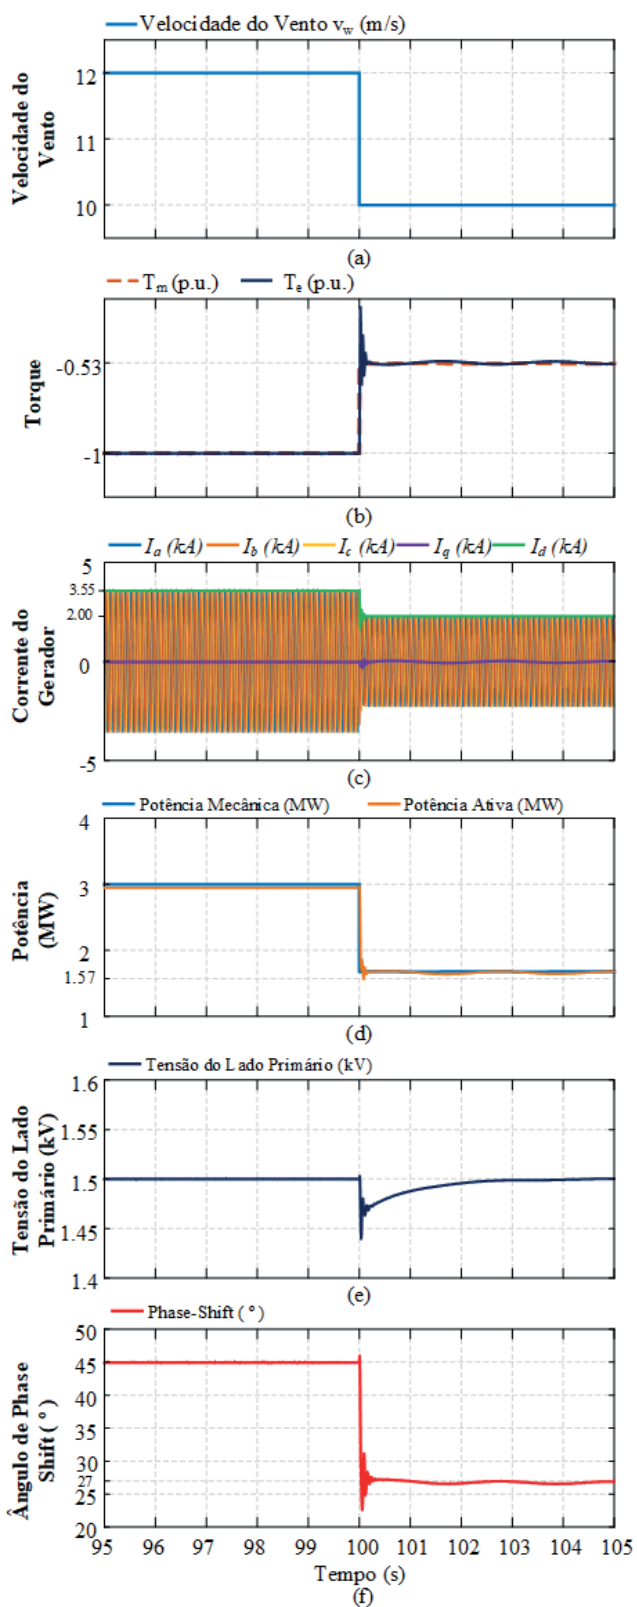 Velocidade do Vento v_w (m/s)
12
11
10
Velocidade do
Vento
(a)
T_m (p.u.) T_e (p.u.)
-0.53
-1
Torque
(b)
I_a (kA) I_b (kA) I_c (kA) I_q (kA) I_d (kA)
5
3.55
2.00
0
-5
Corrente do
Gerador
(c)
Potência Mecânica (MW) Potência Ativa (MW)
4
3
2
1.57
1
Potência
(MW)
(d)
Tensão do Lado Primário (kV)
1.6
1.55
1.5
1.45
1.4
Tensão do Lado
Primário (kV)
(e)
Phase-Shift ( º )
50
45
40
35
30
27
25
20
Ângulo de Phase
Shift ( º )
95 96 97 98 99 100 101 102 103 104 105
Tempo (s)
(f)